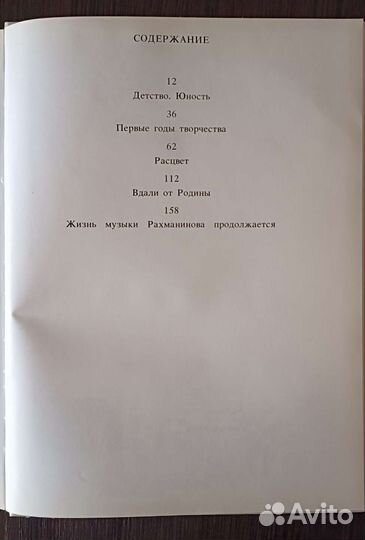 СОДЕРЖАНИЕ
12
Детство. Юность
36
Первые годы творчества
62
Расцвет
112
Вдали от Родины
158
Жизнь музыки Рахманинова продолжается
Avito